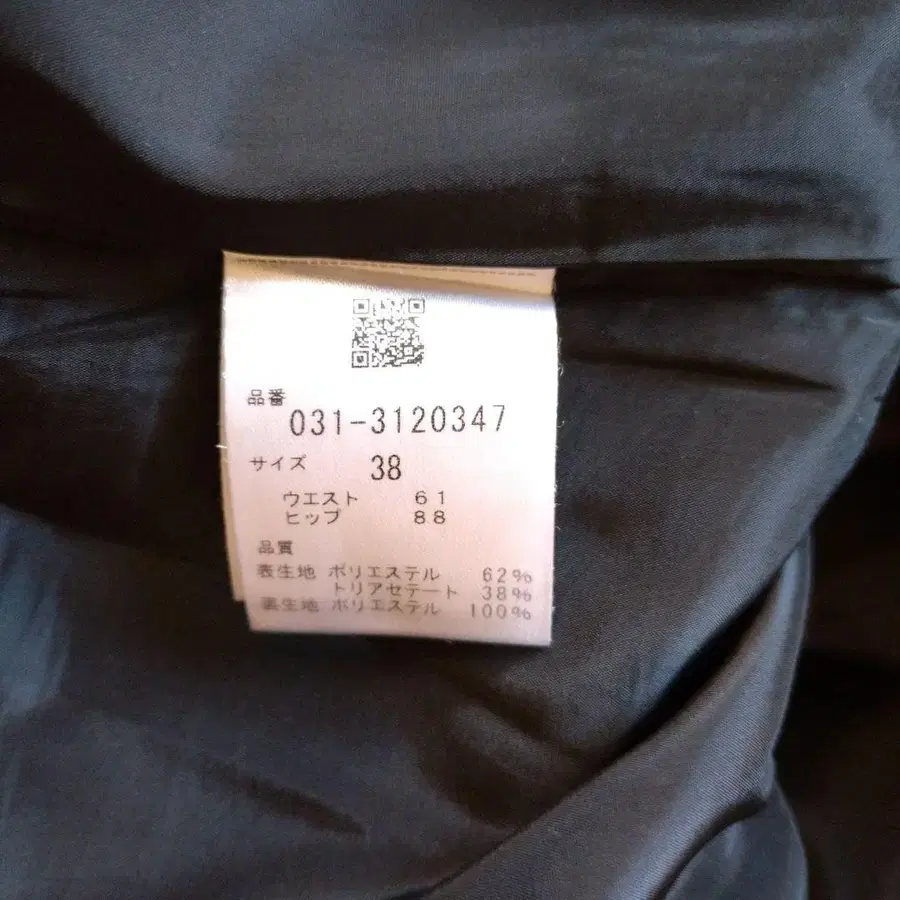 品番
031-3120347
サイズ 38
ウエスト 61
ヒップ 88
品質
表生地 ポリエステル 62%
トリアセテート 38%
裏生地 ポリエステル 100%